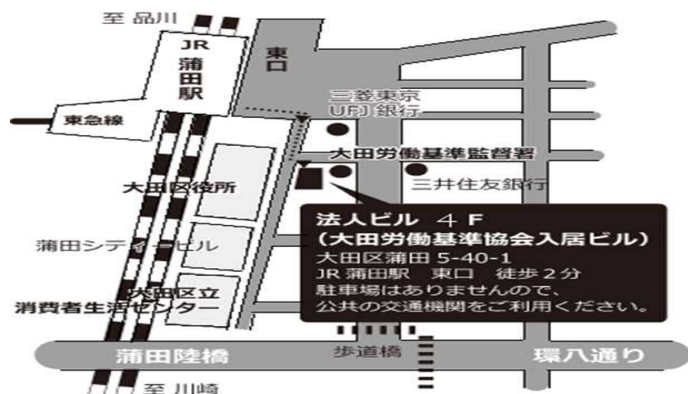 至 品川
JR
蒲田駅
東口
東急線
三菱東京
UFJ 銀行
大田労働基準監督署
大田区役所
三井住友銀行
法人ビル 4F
(大田労働基準協会入居ビル)
大田区蒲田 5-40-1
JR 蒲田駅 東口 徒歩2分
駐車場はありませんので、
公共の交通機関をご利用ください。
蒲田シティービル
大田区立
消費者生活センター
歩道橋
蒲田陸橋
環八通り
至 川崎